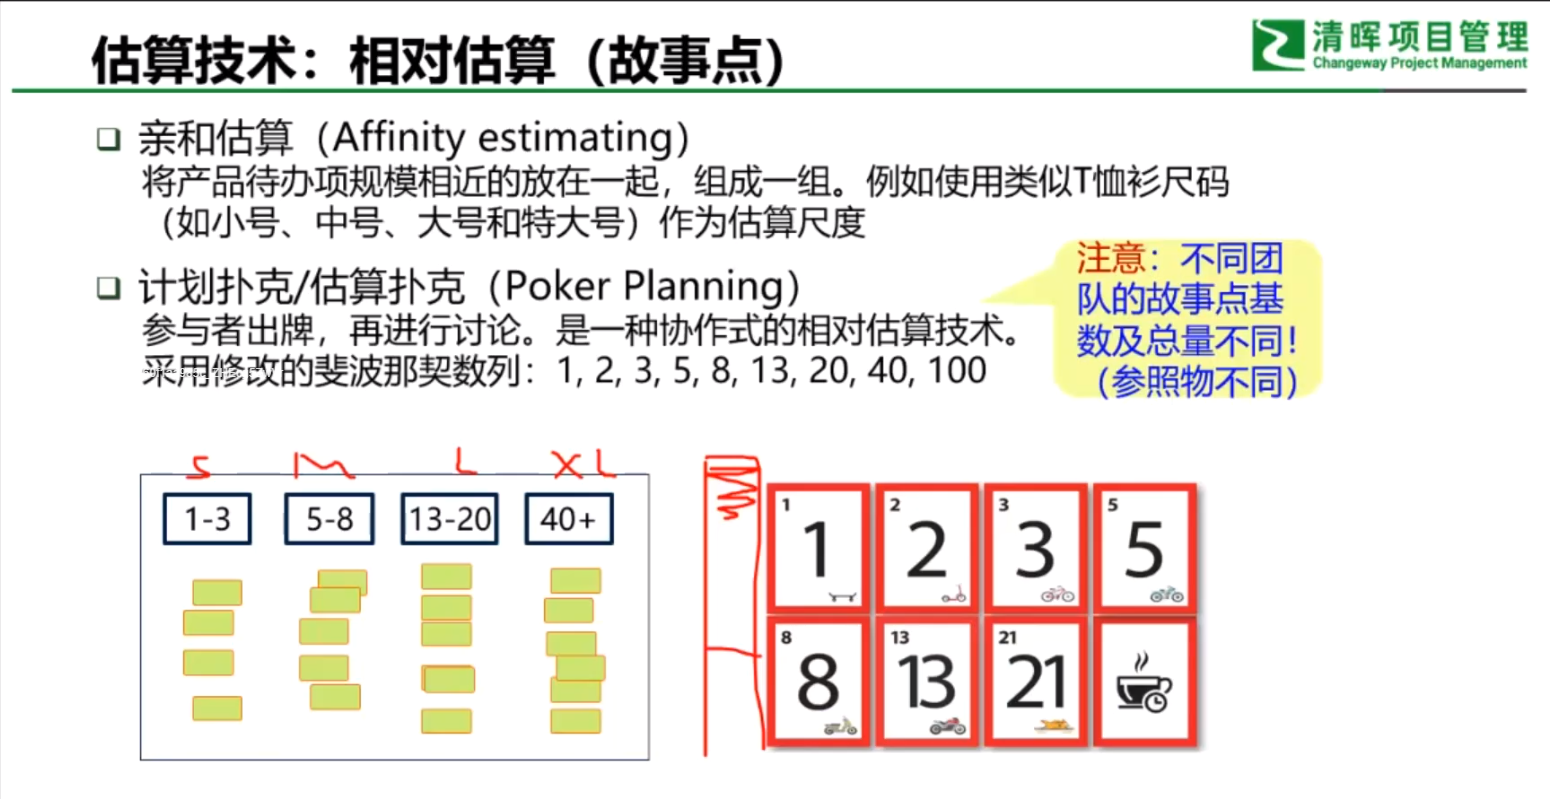 估算技术：相对估算（故事点）
清晖项目管理
Changeway Project Management
亲和估算（Affinity estimating）
将产品待办项规模相近的放在一起，组成一组。例如使用类似T恤衫尺码
（如小号、中号、大号和特大号）作为估算尺度
计划扑克/估算扑克（Poker Planning）
参与者出牌，再进行讨论。是一种协作式的相对估算技术。
采用修改的斐波那契数列：1, 2, 3, 5, 8, 13, 20, 40, 100
注意：不同团
队的故事点基
数及总量不同！
（参照物不同）
S M L XL
1-3 5-8 13-20 40+
1 2 3 5
1 2 3 5
8 13 21
8 13 21